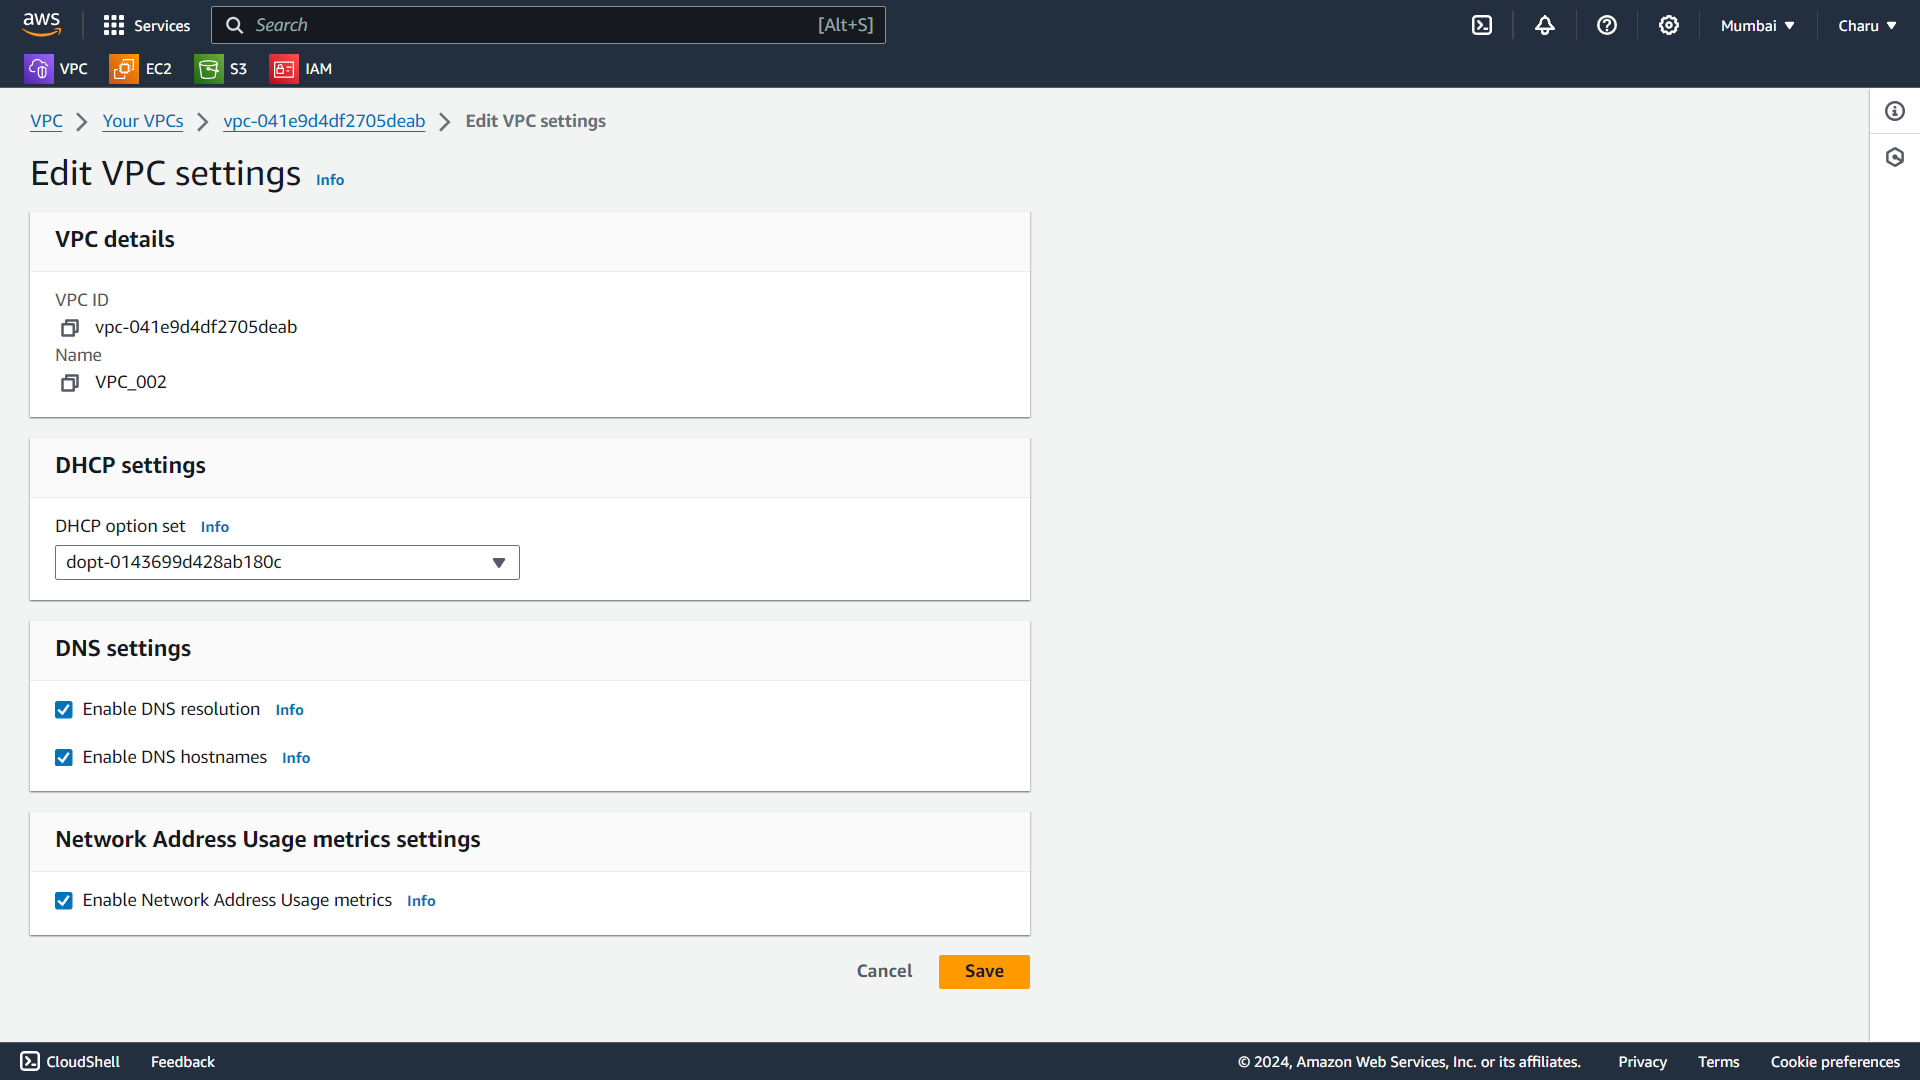 aws Services Search [Alt+S] Mumbai Charu
VPC EC2 S3 IAM
VPC Your VPCs vpc-041e9d4df2705deab Edit VPC settings
Edit VPC settings Info
VPC details
VPC ID
vpc-041e9d4df2705deab
Name
VPC_002
DHCP settings
DHCP option set Info
dopt-0143699d428ab180c
DNS settings
Enable DNS resolution Info
Enable DNS hostnames Info
Network Address Usage metrics settings
Enable Network Address Usage metrics Info
Cancel Save
CloudShell Feedback © 2024, Amazon Web Services, Inc. or its affiliates. Privacy Terms Cookie preferences